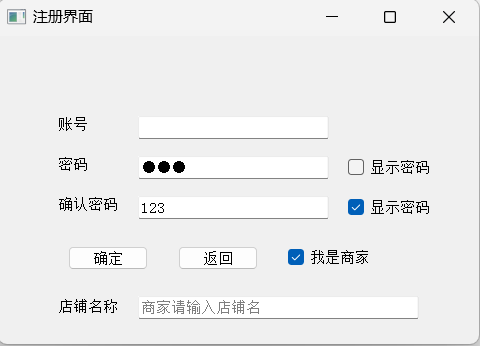 注册界面
账号
密码 ●●● 显示密码
确认密码 123 显示密码
确定 返回 我是商家
店铺名称 商家请输入店铺名